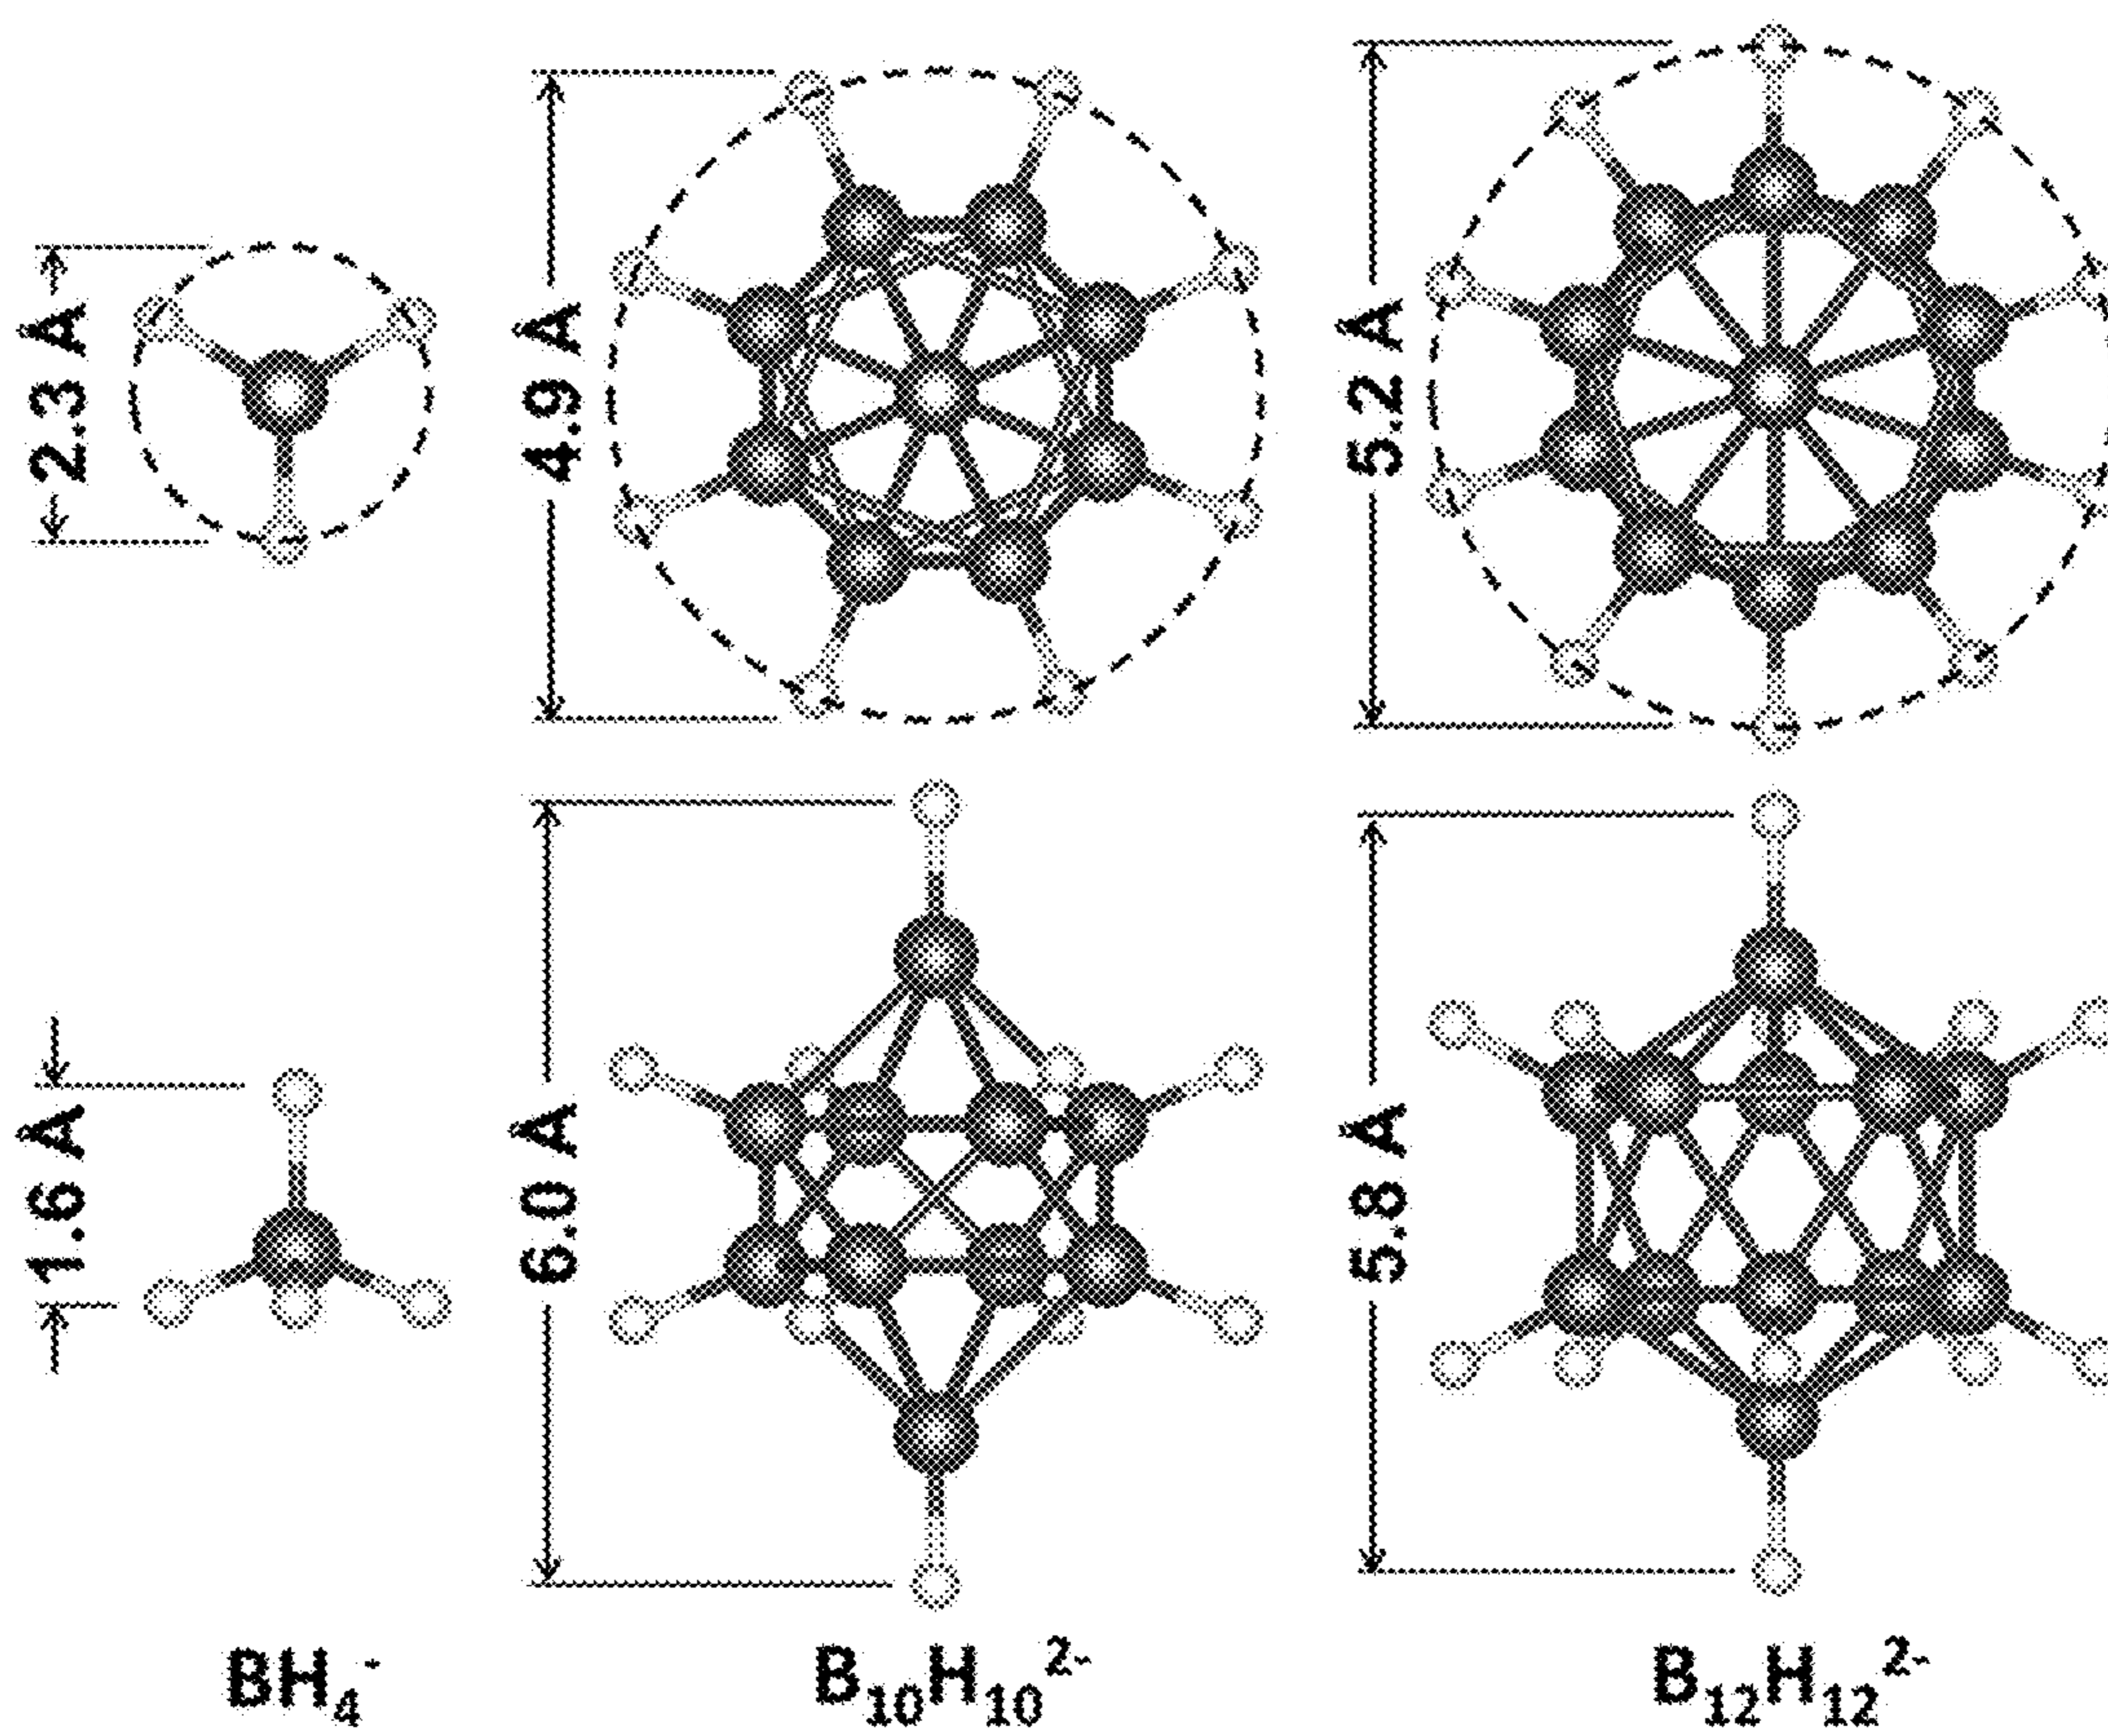 2.3 Å
4.9 Å
5.2 Å
1.6 Å
6.0 Å
5.8 Å
BH₄⁻
B₁₀H₁₀²⁻
B₁₂H₁₂²⁻